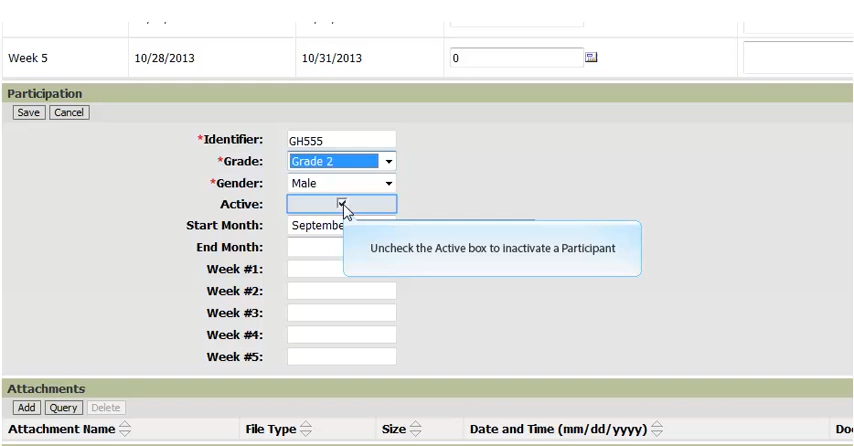 Week 5 10/28/2013 10/31/2013 0
Participation
Save Cancel
*Identifier: GH555
*Grade: Grade 2
*Gender: Male
Active:
Start Month: Septembe
Uncheck the Active box to inactivate a Participant
End Month:
Week #1:
Week #2:
Week #3:
Week #4:
Week #5:
Attachments
Add Query Delete
Attachment Name File Type Size Date and Time (mm/dd/yyyy) Do